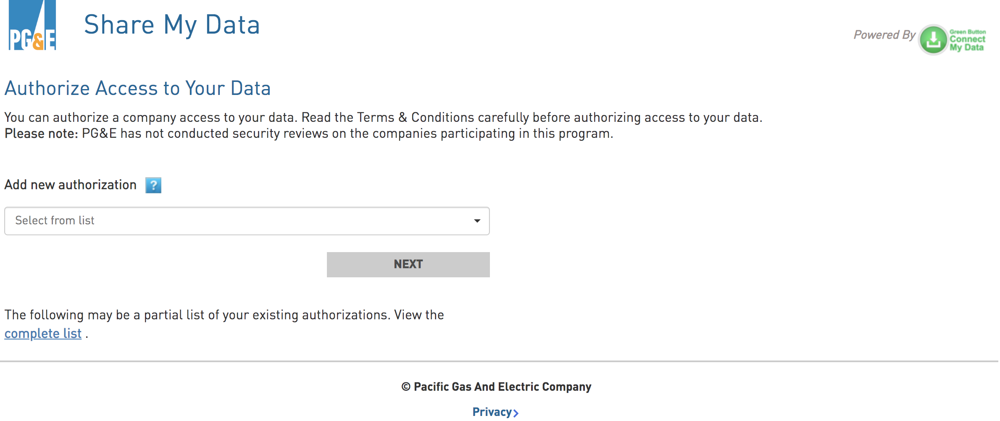 PG&E
Share My Data
Powered By
Green Button
Connect
My Data
Authorize Access to Your Data
You can authorize a company access to your data. Read the Terms & Conditions carefully before authorizing access to your data.
Please note: PG&E has not conducted security reviews on the companies participating in this program.
Add new authorization ?
Select from list
NEXT
The following may be a partial list of your existing authorizations. View the
complete list .
© Pacific Gas And Electric Company
Privacy